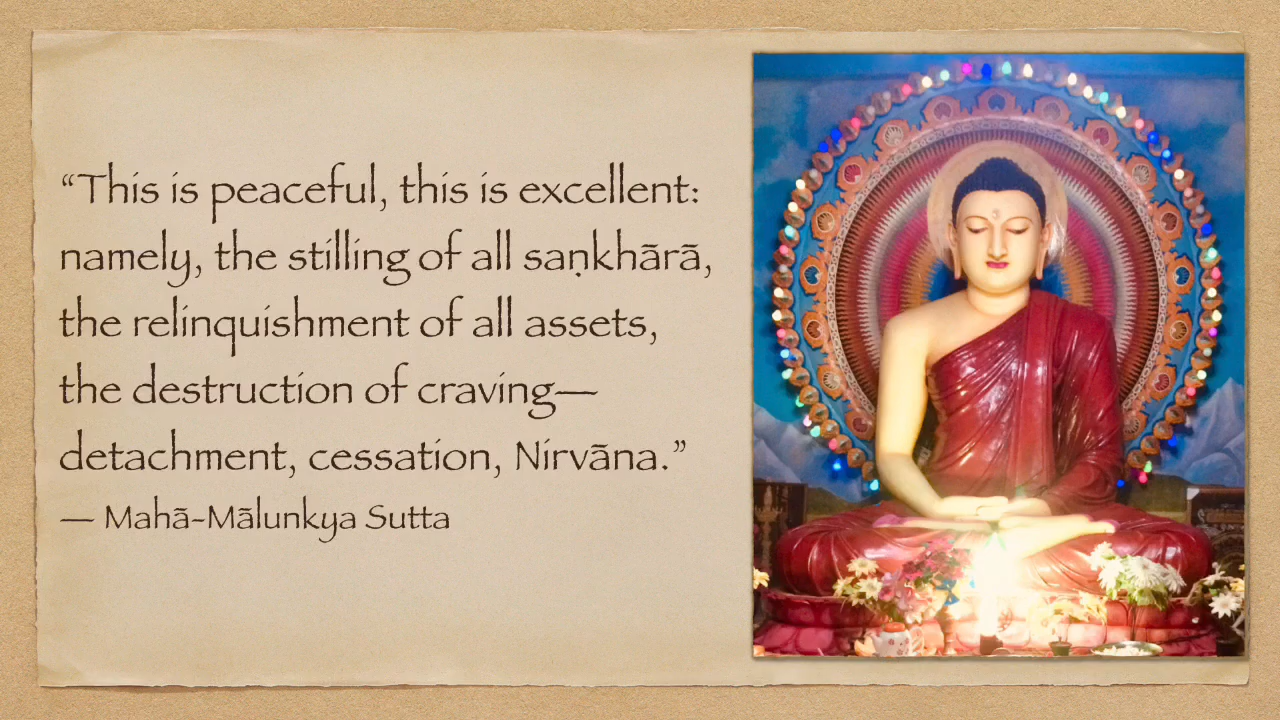 “This is peaceful, this is excellent:
namely, the stilling of all saṇkhārā,
the relinquishment of all assets,
the destruction of craving—
detachment, cessation, Nirvāna.”
— Mahā-Mālunkya Sutta